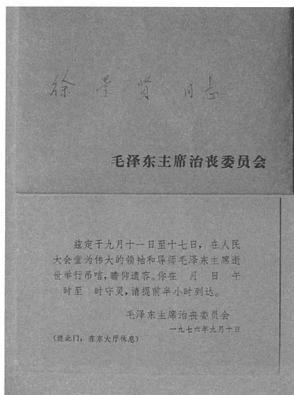 徐景贤同志
毛泽东主席治丧委员会
兹定于九月十一日至十七日，在人民
大会堂为伟大的领袖和导师毛泽东主席逝
世举行吊唁，瞻仰遗容。你在 月 日 午
时至 时守灵，请提前半小时到达。
毛泽东主席治丧委员会
一九七六年九月十日
(进北门，在东大厅休息)